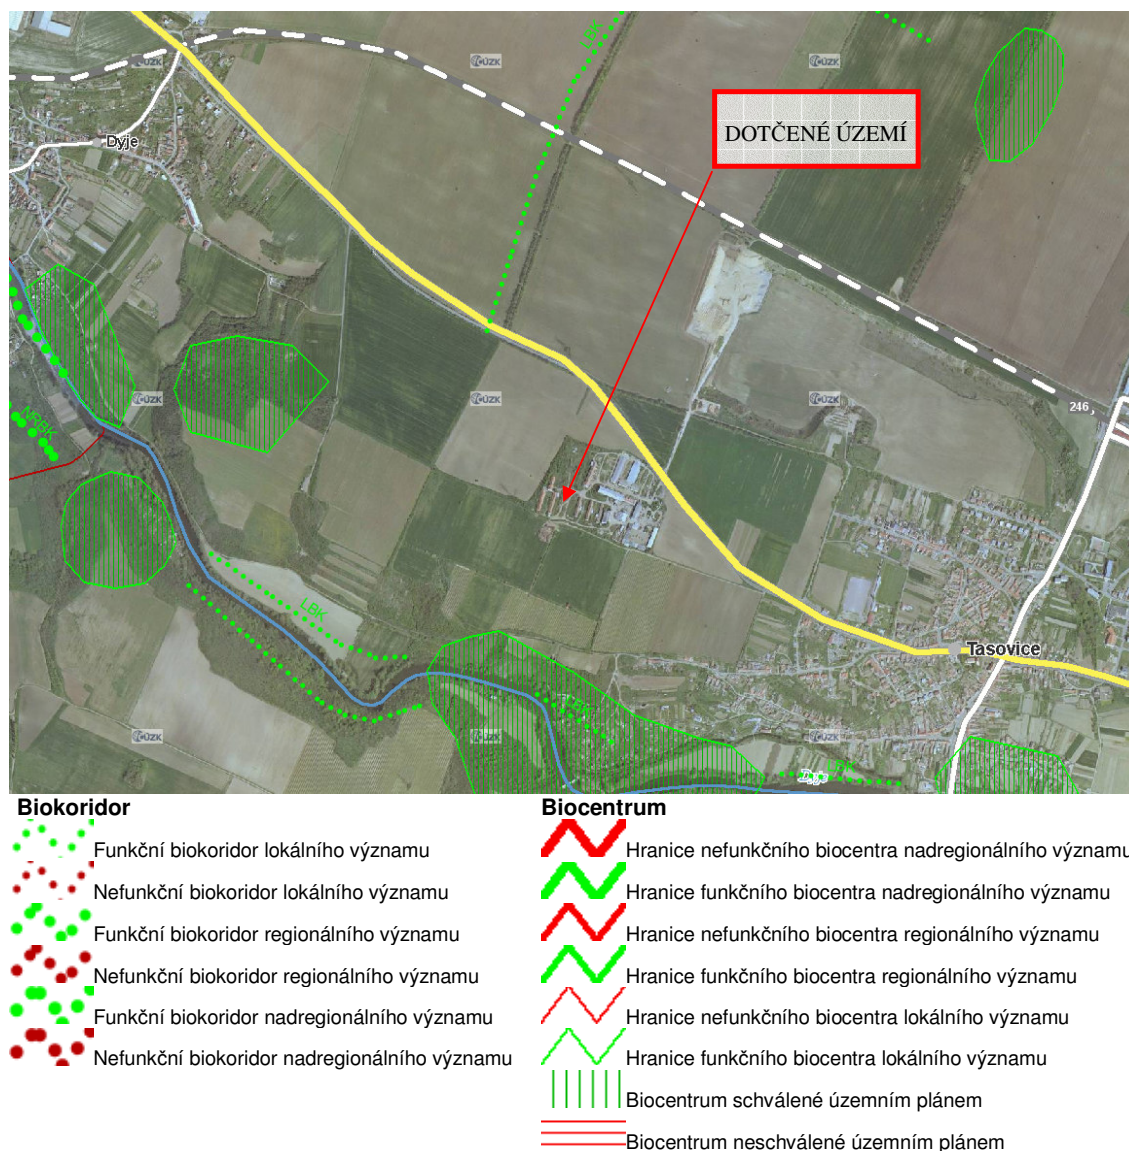 LBK
ČÚZK
ČÚZK
ČÚZK
DOTČENÉ ÚZEMÍ
Dyje
NRBK
ČÚZK
ČÚZK
ČÚZK
246
LBK
Tasovice
LBK
ČÚZK
ČÚZK
ČÚZK
LBK
Biokoridor
Funkční biokoridor lokálního významu
Nefunkční biokoridor lokálního významu
Funkční biokoridor regionálního významu
Nefunkční biokoridor regionálního významu
Funkční biokoridor nadregionálního významu
Nefunkční biokoridor nadregionálního významu
Biocentrum
Hranice nefunkčního biocentra nadregionálního významu
Hranice funkčního biocentra nadregionálního významu
Hranice nefunkčního biocentra regionálního významu
Hranice funkčního biocentra regionálního významu
Hranice nefunkčního biocentra lokálního významu
Hranice funkčního biocentra lokálního významu
Biocentrum schválené územním plánem
Biocentrum neschválené územním plánem